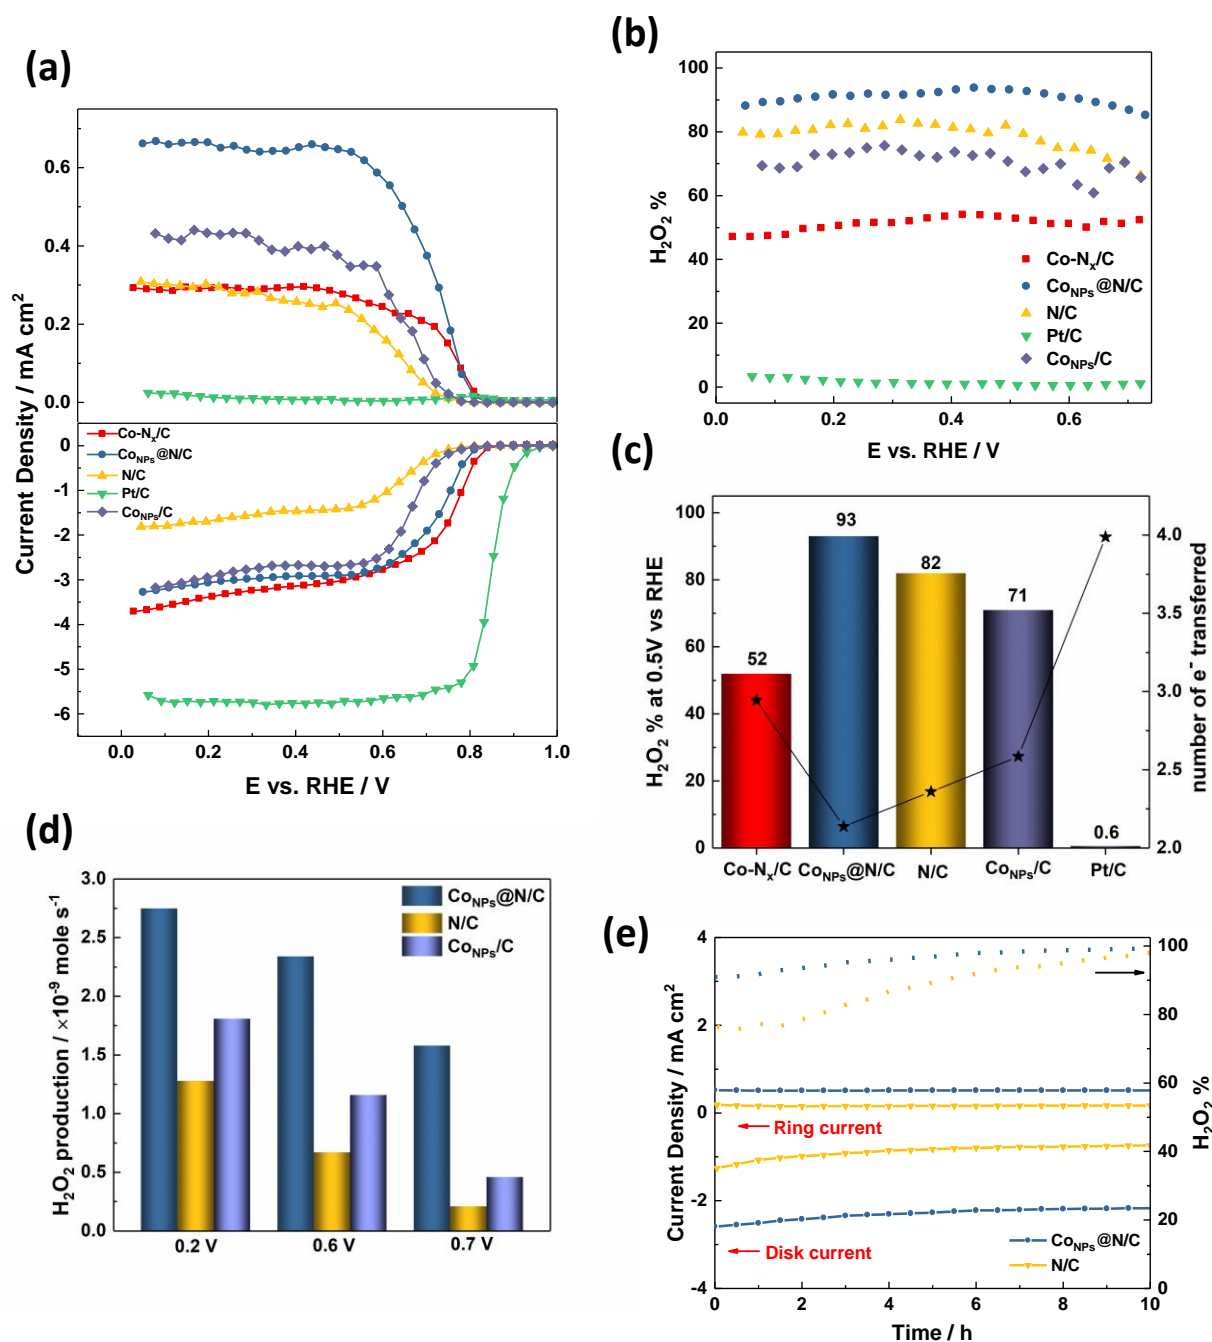 (a)
0.6
0.4
0.2
0.0
0
-1
-2
-3
-4
-5
-6
Co-Nx/C
CoNPs@N/C
N/C
Pt/C
CoNPs/C
0.0 0.2 0.4 0.6 0.8 1.0
E vs. RHE / V
Current Density / mA cm²
(b)
100
80
60
40
20
0
H₂O₂ %
Co-Nx/C
CoNPs@N/C
N/C
Pt/C
CoNPs/C
0.0 0.2 0.4 0.6
E vs. RHE / V
(c)
100
80
60
40
20
0
H₂O₂ % at 0.5V vs RHE
52 93 82 71 0.6
4.0
3.5
3.0
2.5
2.0
number of e⁻ transferred
Co-Nx/C CoNPs@N/C N/C CoNPs/C Pt/C
(d)
3.0
2.5
2.0
1.5
1.0
0.5
0.0
H₂O₂ production / ×10⁻⁹ mole s⁻¹
CoNPs@N/C
N/C
CoNPs/C
0.2 V 0.6 V 0.7 V
(e)
4
2
0
-2
-4
Current Density / mA cm²
100
80
60
40
20
0
H₂O₂ %
Ring current
Disk current
CoNPs@N/C
N/C
0 2 4 6 8 10
Time / h